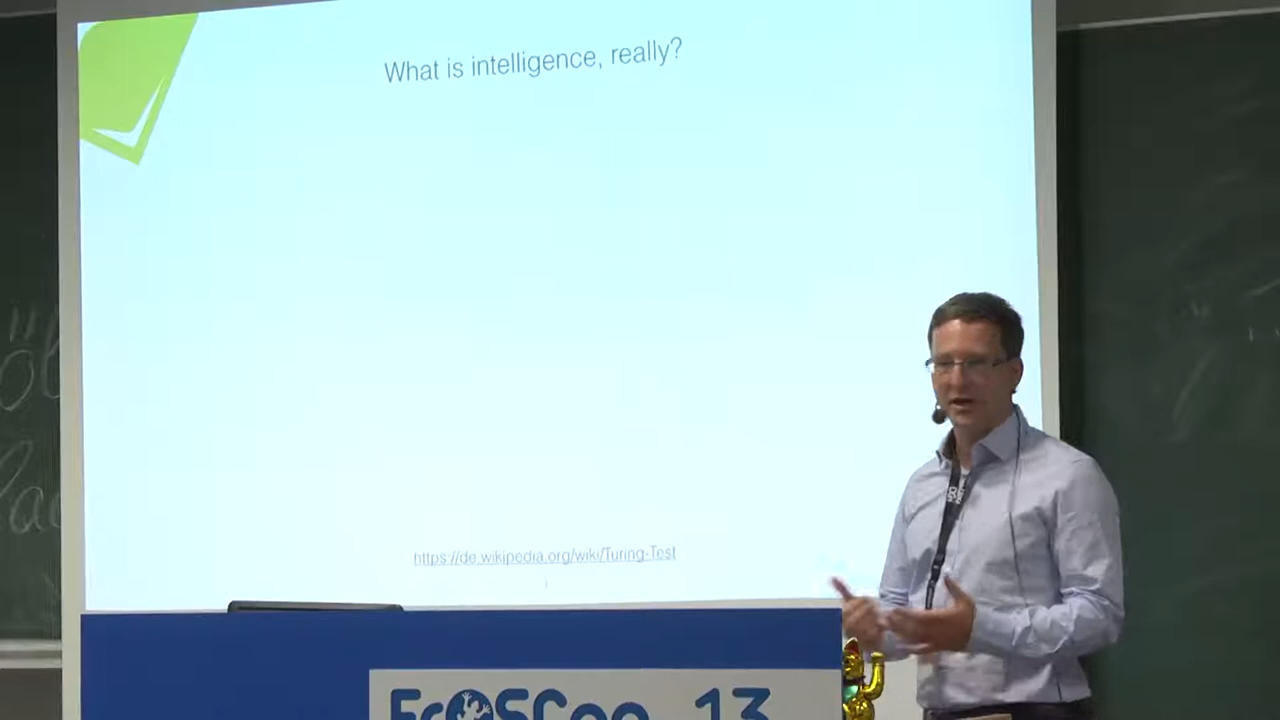 What is intelligence, really?
https://de.wikipedia.org/wiki/Turing-Test
FrOSCon 13